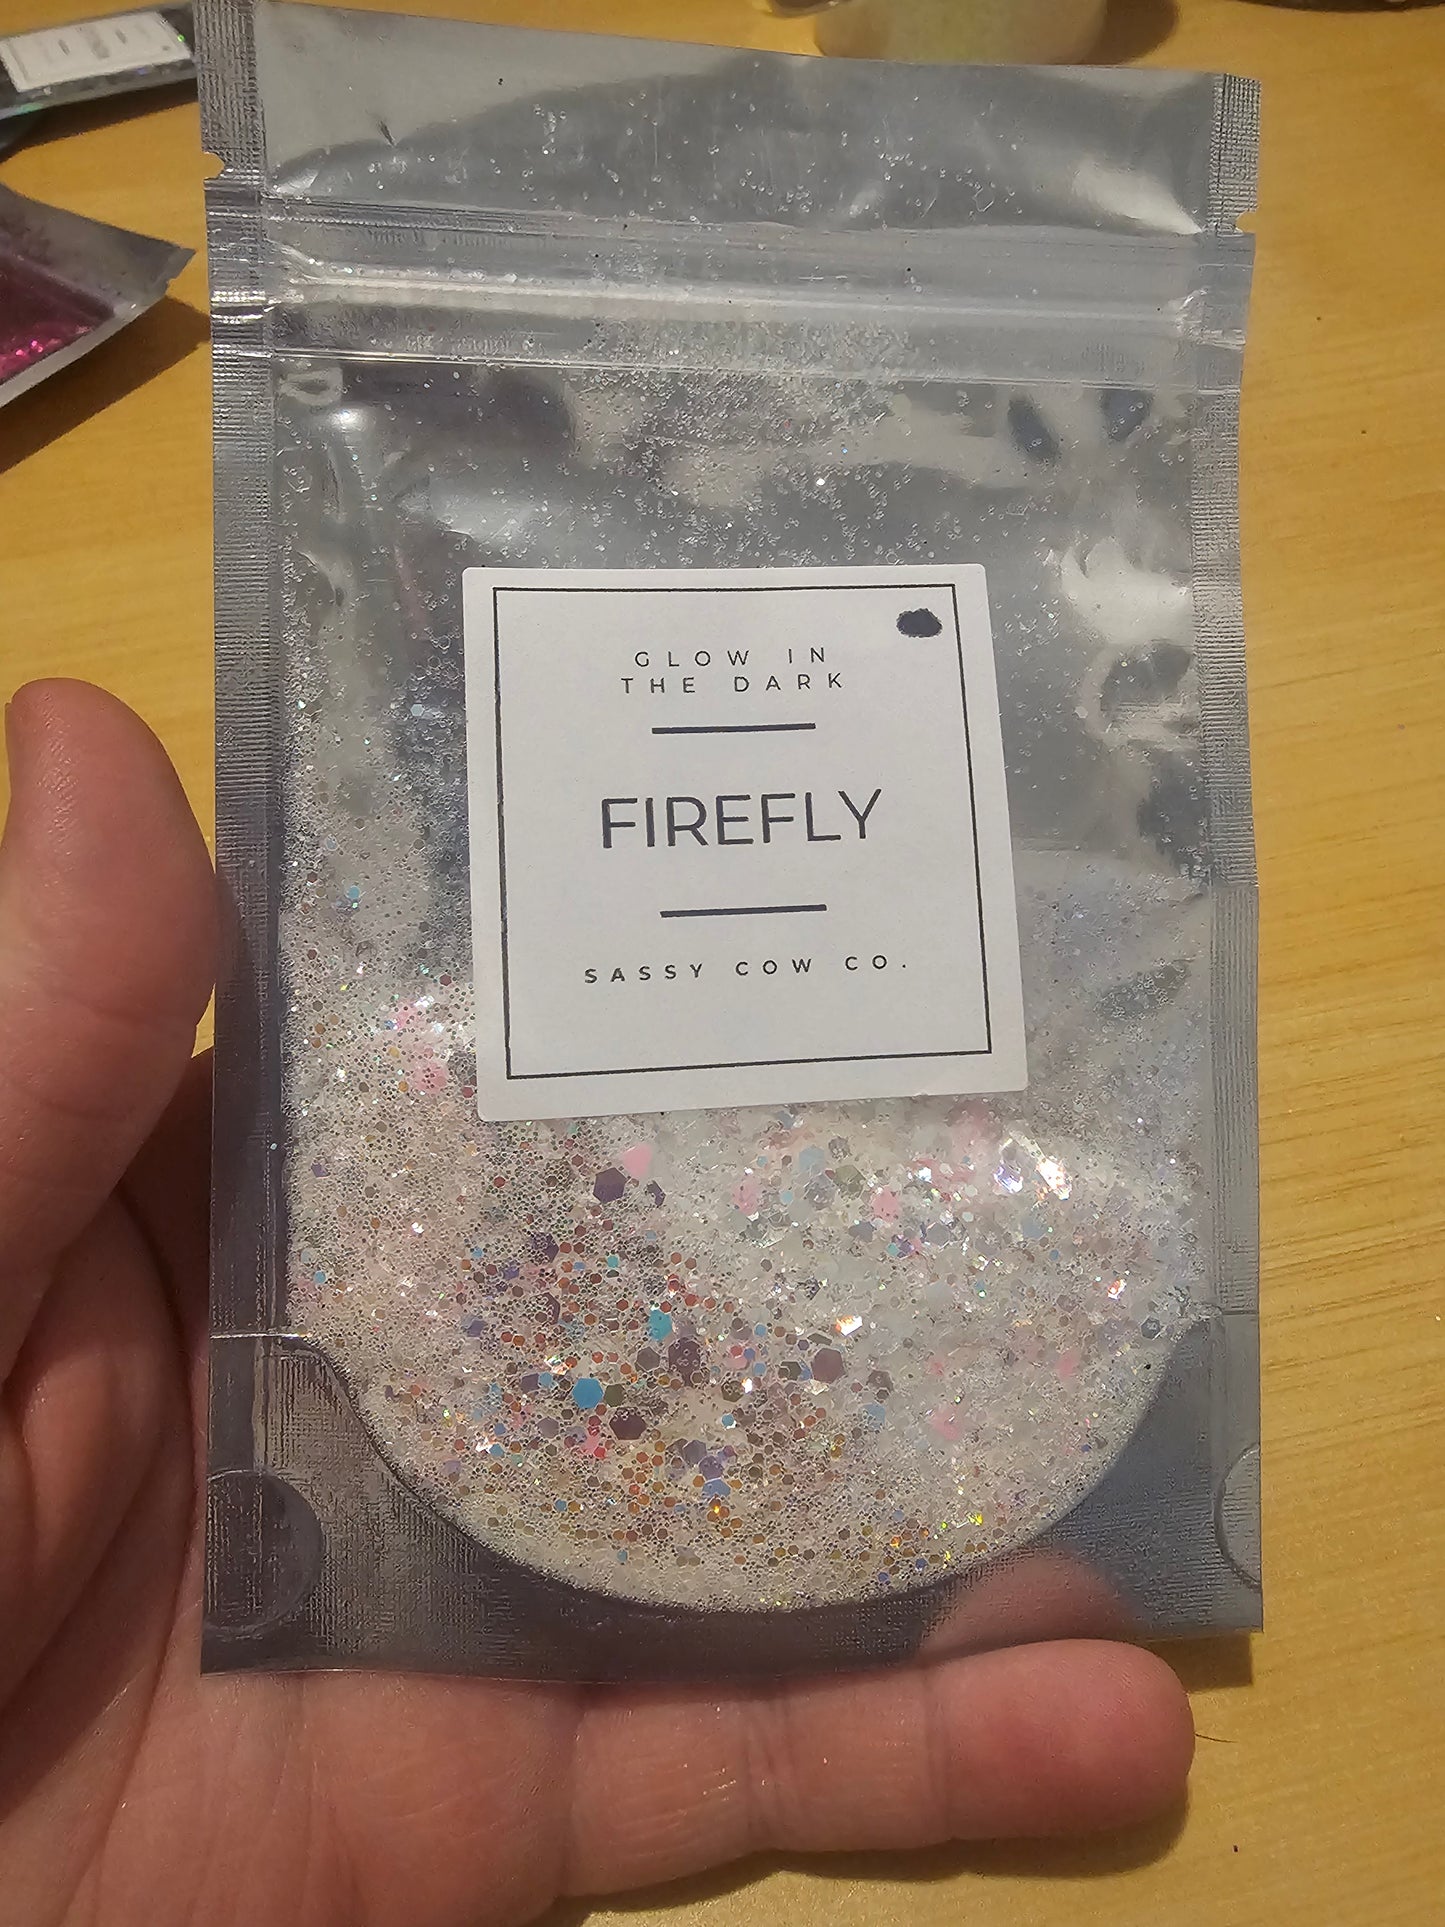 GLOW IN
THE DARK
FIREFLY
SASSY COW CO.